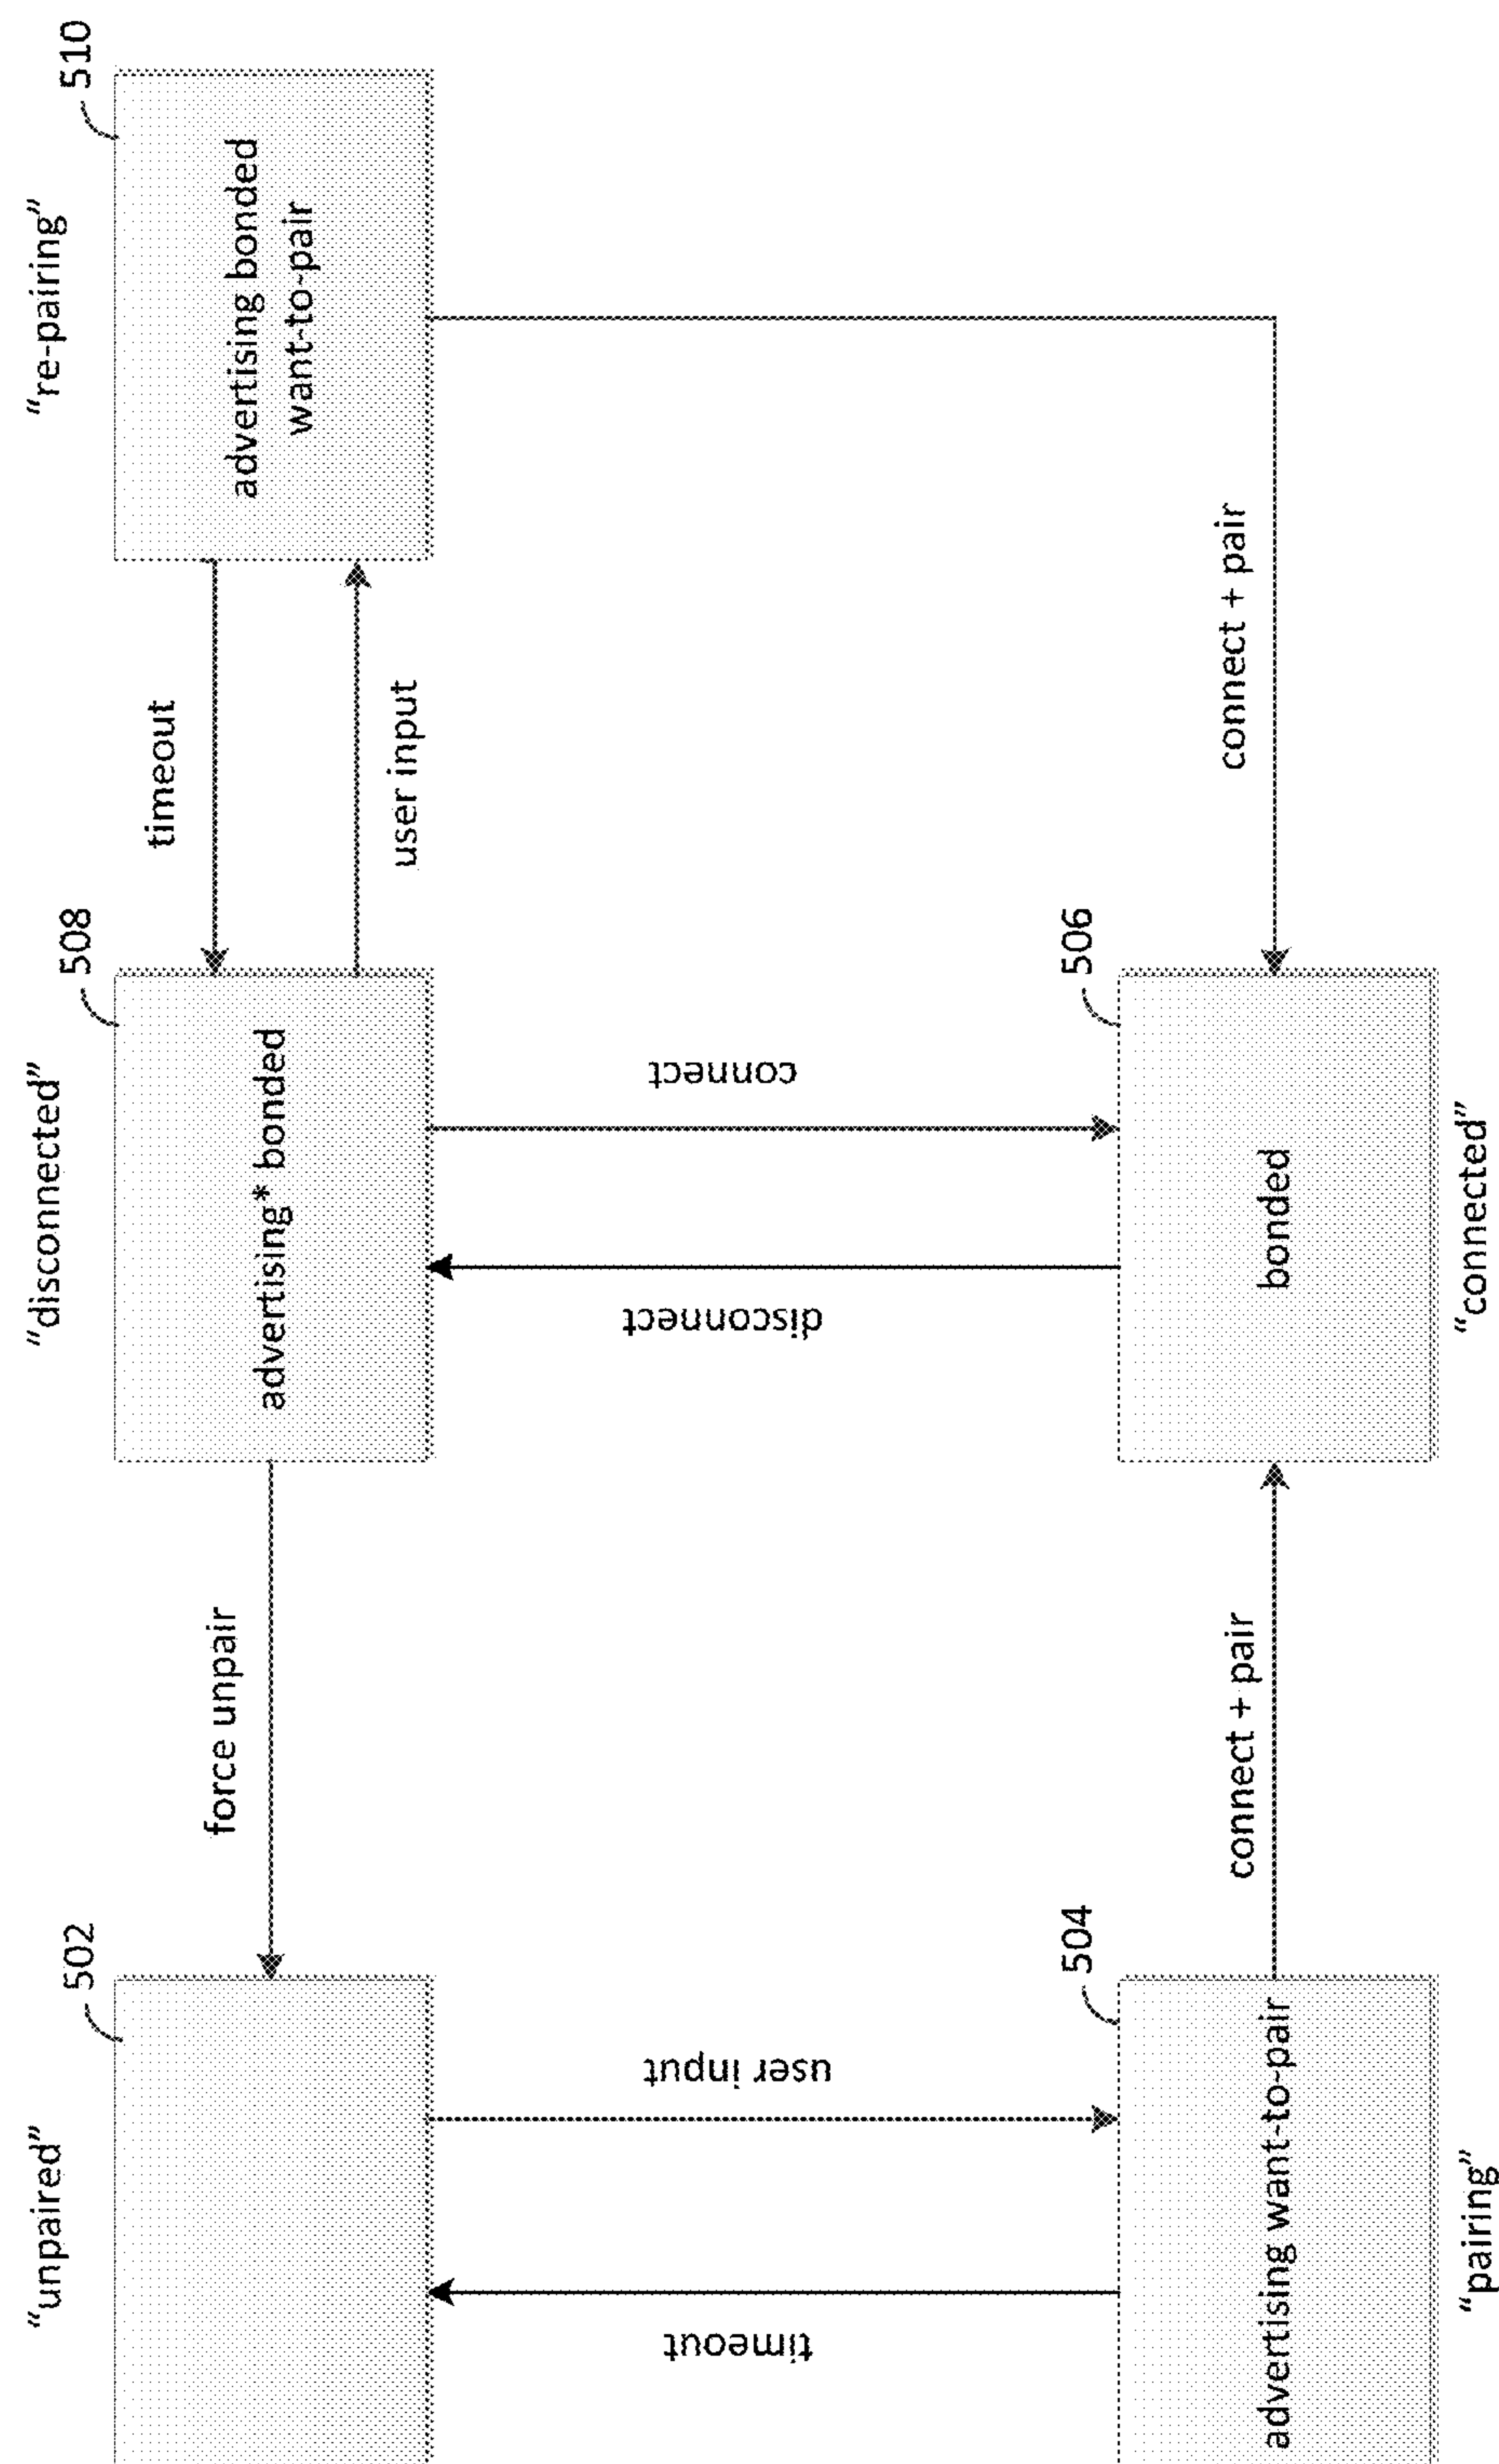 “unpaired”
502
“disconnected”
508
“re-pairing”
510
force unpair
advertising* bonded
timeout
advertising bonded
want-to-pair
user input
timeout
user input
disconnect
connect
504
connect + pair
506
connect + pair
advertising want-to-pair
bonded
“pairing”
“connected”